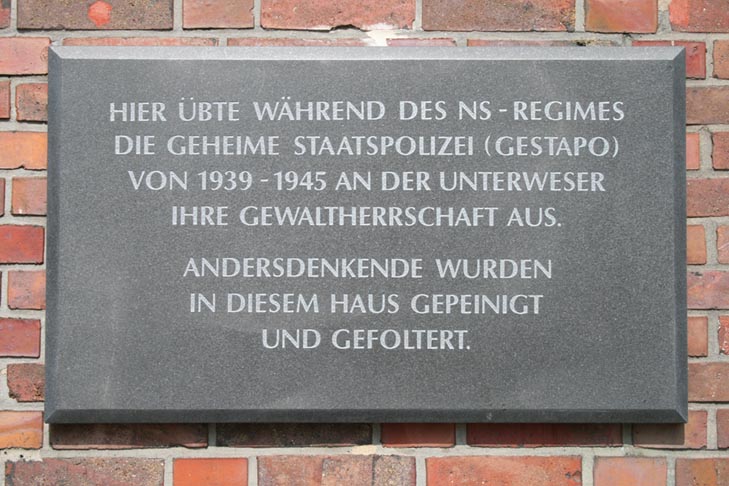 HIER ÜBTE WÄHREND DES NS - REGIMES
DIE GEHEIME STAATSPOLIZEI (GESTAPO)
VON 1939 - 1945 AN DER UNTERWESER
IHRE GEWALTHERRSCHAFT AUS.
ANDERSDENKENDE WURDEN
IN DIESEM HAUS GEPEINIGT
UND GEFOLTERT.